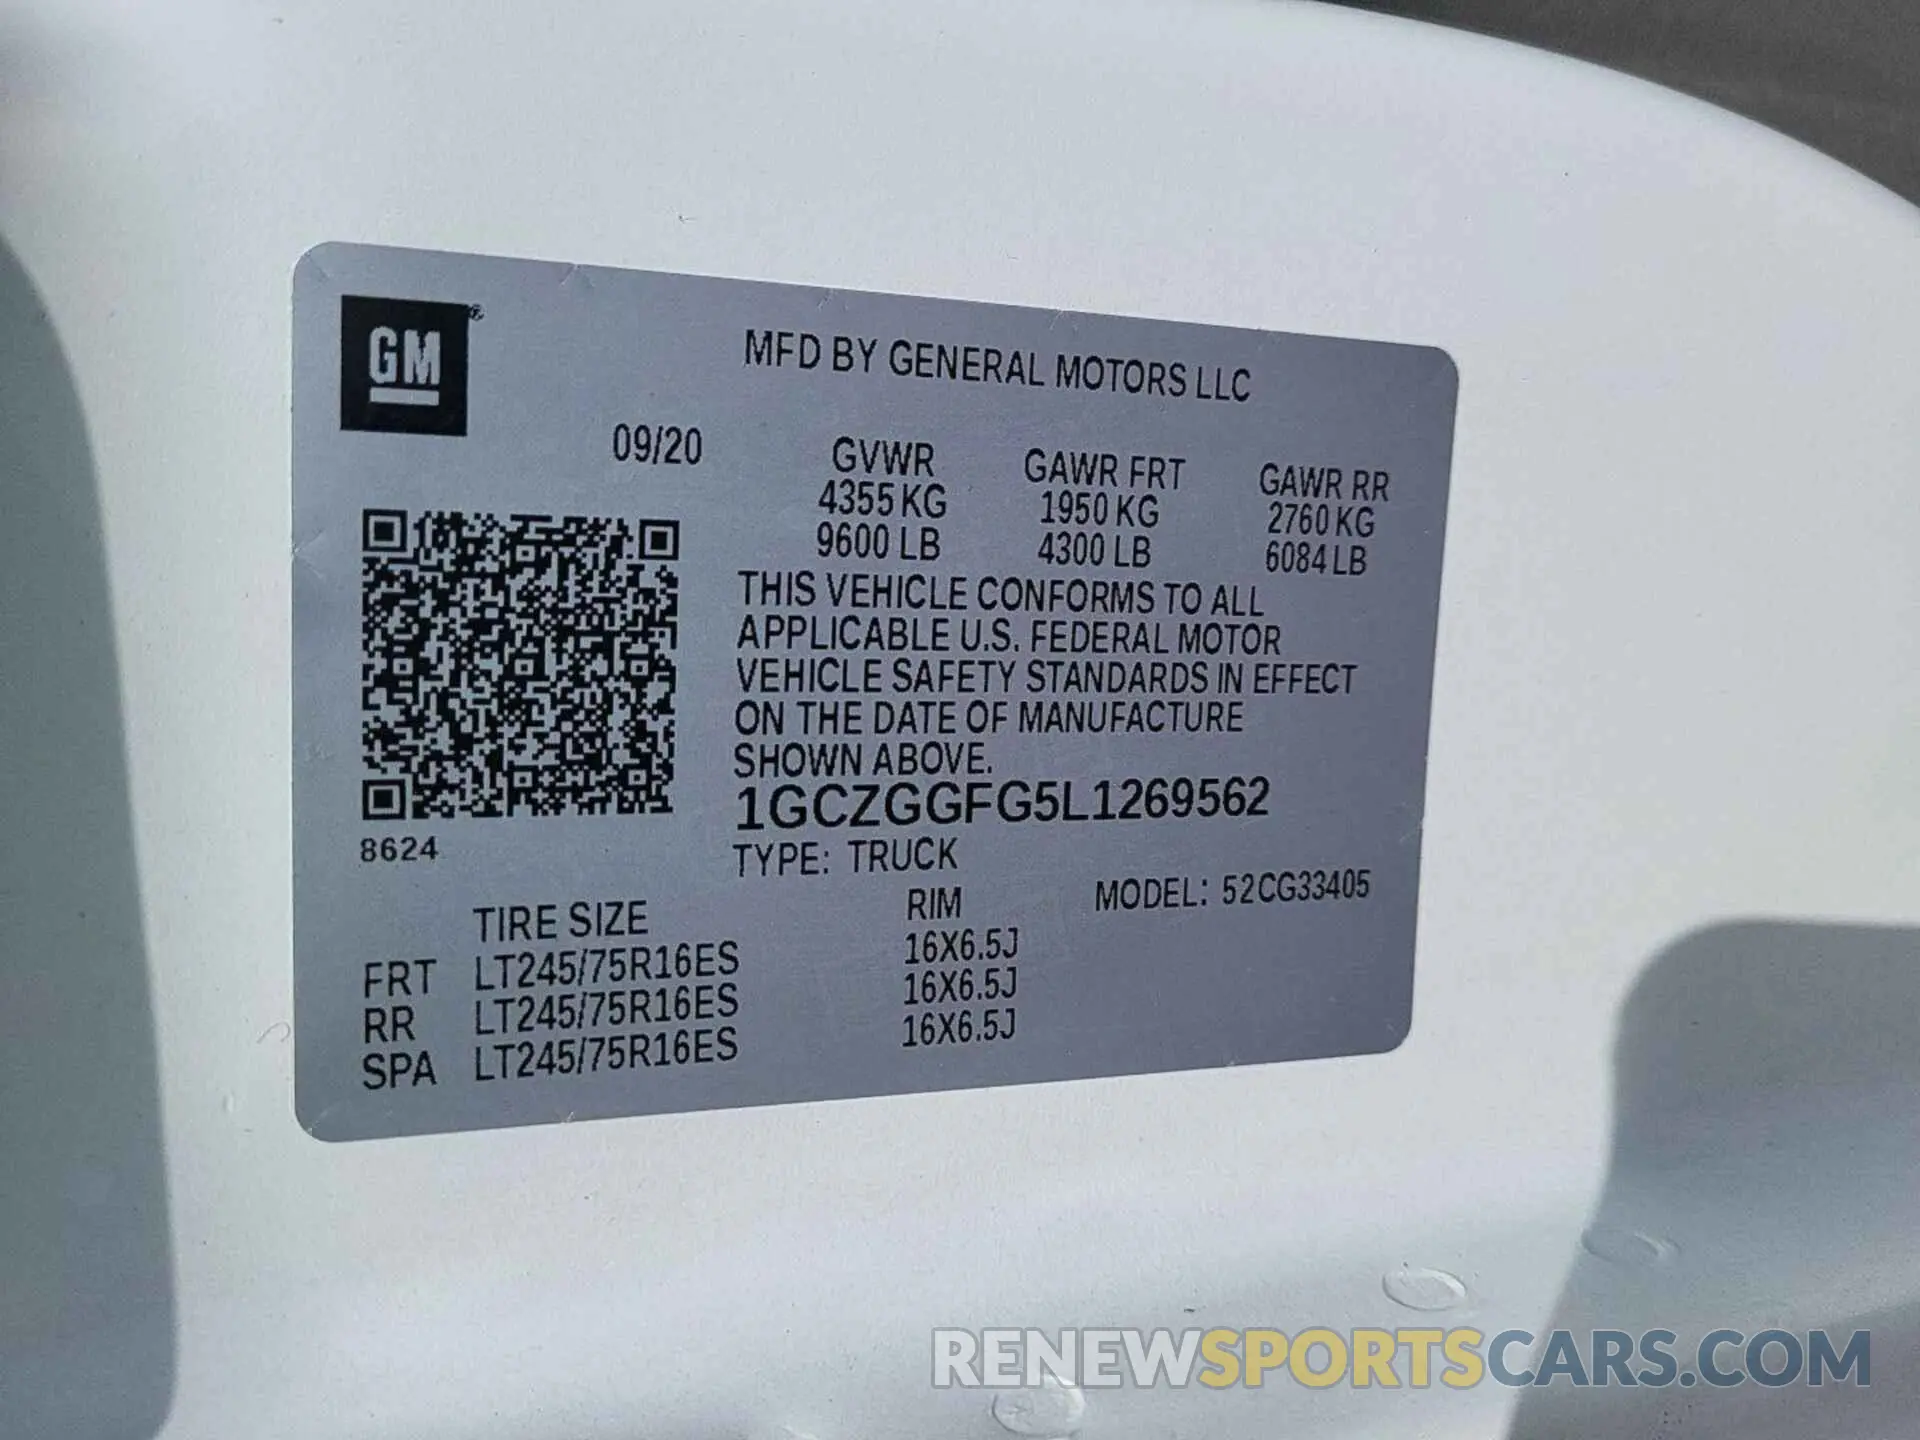 GM®
MFD BY GENERAL MOTORS LLC
09/20
GVWR GAWR FRT GAWR RR
4355 KG 1950 KG 2760 KG
9600 LB 4300 LB 6084 LB
THIS VEHICLE CONFORMS TO ALL
APPLICABLE U.S. FEDERAL MOTOR
VEHICLE SAFETY STANDARDS IN EFFECT
ON THE DATE OF MANUFACTURE
SHOWN ABOVE.
1GCZGGFG5L1269562
8624
TYPE: TRUCK
MODEL: 52CG33405
TIRE SIZE RIM
FRT LT245/75R16ES 16X6.5J
RR LT245/75R16ES 16X6.5J
SPA LT245/75R16ES 16X6.5J
RENEWSPORTSCARS.COM